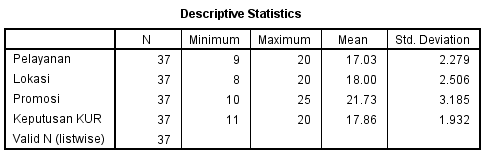 Descriptive Statistics
N Minimum Maximum Mean Std. Deviation
Pelayanan 37 9 20 17.03 2.279
Lokasi 37 8 20 18.00 2.506
Promosi 37 10 25 21.73 3.185
Keputusan KUR 37 11 20 17.86 1.932
Valid N (listwise) 37